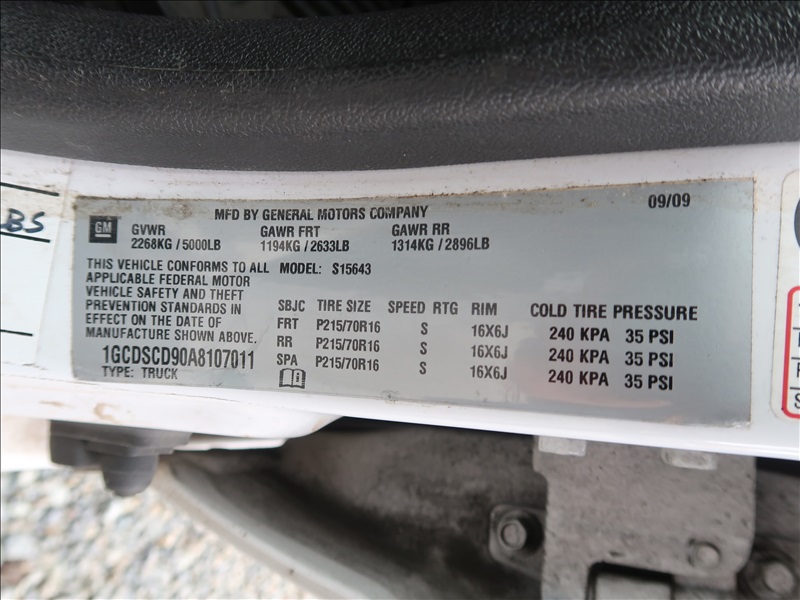 MFD BY GENERAL MOTORS COMPANY 09/09
GM
GVWR GAWR FRT GAWR RR
2268KG / 5000LB 1194KG / 2633LB 1314KG / 2896LB
THIS VEHICLE CONFORMS TO ALL MODEL: S15643
APPLICABLE FEDERAL MOTOR
VEHICLE SAFETY AND THEFT
PREVENTION STANDARDS IN
EFFECT ON THE DATE OF
MANUFACTURE SHOWN ABOVE.
1GCDSCD90A8107011
TYPE: TRUCK
SBJC TIRE SIZE SPEED RTG RIM COLD TIRE PRESSURE
FRT P215/70R16 S 16X6J 240 KPA 35 PSI
RR P215/70R16 S 16X6J 240 KPA 35 PSI
SPA P215/70R16 S 16X6J 240 KPA 35 PSI